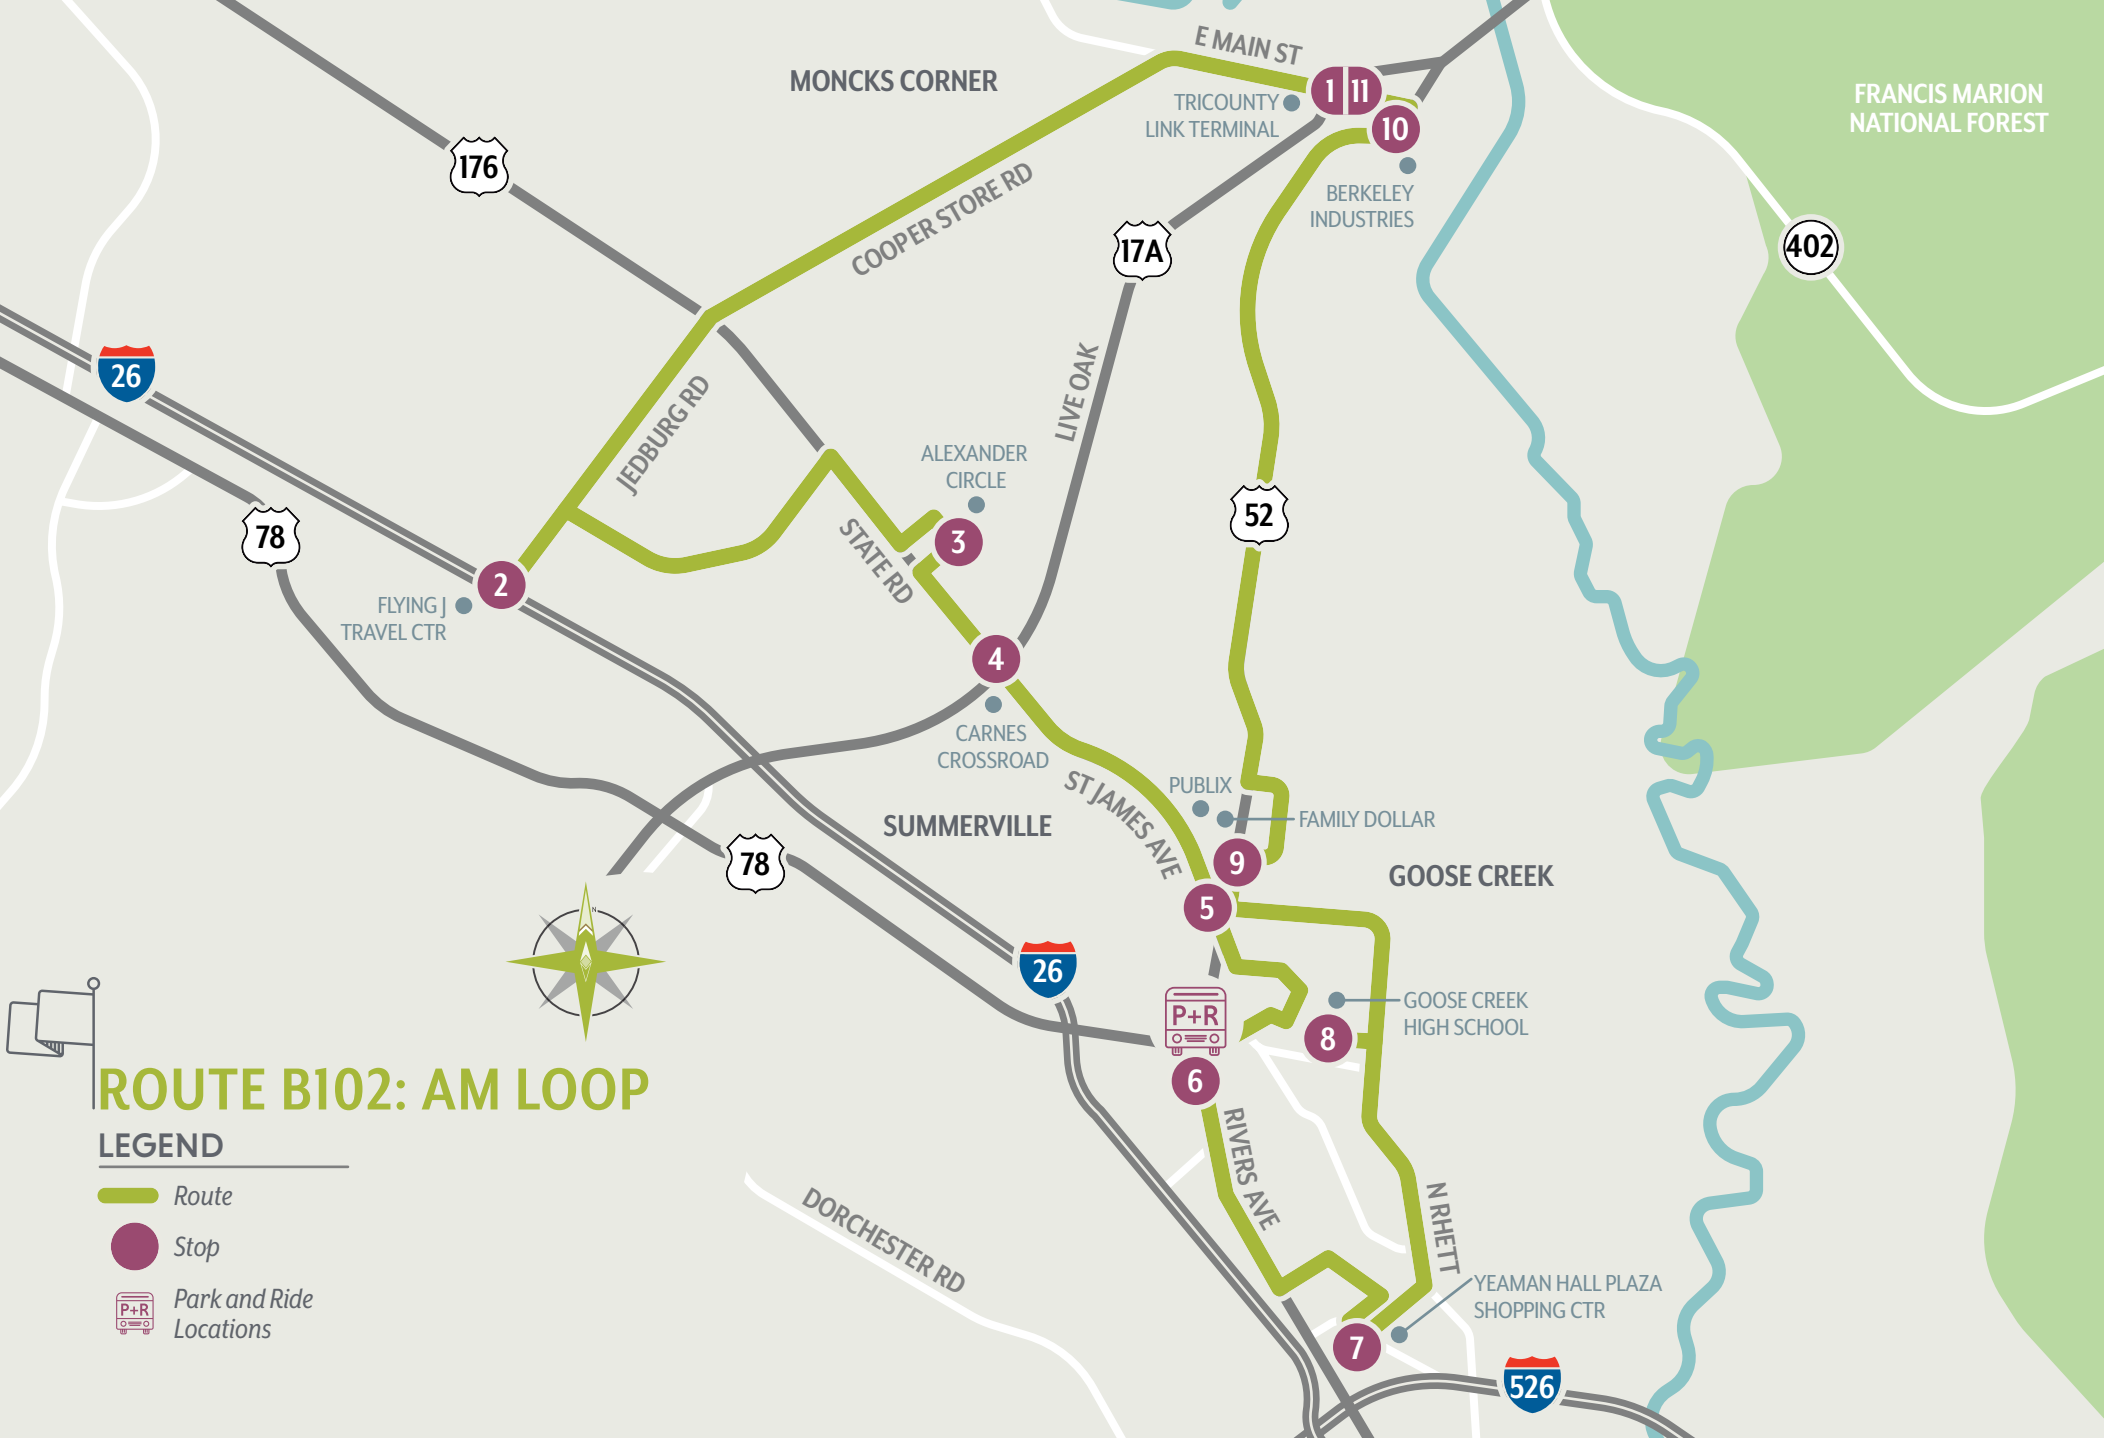 E MAIN ST
MONCKS CORNER
1
11
TRICOUNTY
LINK TERMINAL
10
FRANCIS MARION
NATIONAL FOREST
176
BERKELEY
INDUSTRIES
COOPER STORE RD
17A
402
26
JEDBURG RD
LIVE OAK
ALEXANDER
CIRCLE
78
52
3
STATE RD
2
FLYING J
TRAVEL CTR
4
CARNES
CROSSROAD
ST JAMES AVE
PUBLIX
FAMILY DOLLAR
SUMMERVILLE
78
9
GOOSE CREEK
5
N
26
P+R
GOOSE CREEK
HIGH SCHOOL
8
6
RIVERS AVE
N RHETT
DORCHESTER RD
YEAMAN HALL PLAZA
SHOPPING CTR
7
526
ROUTE B102: AM LOOP
LEGEND
Route
Stop
P+R
Park and Ride
Locations